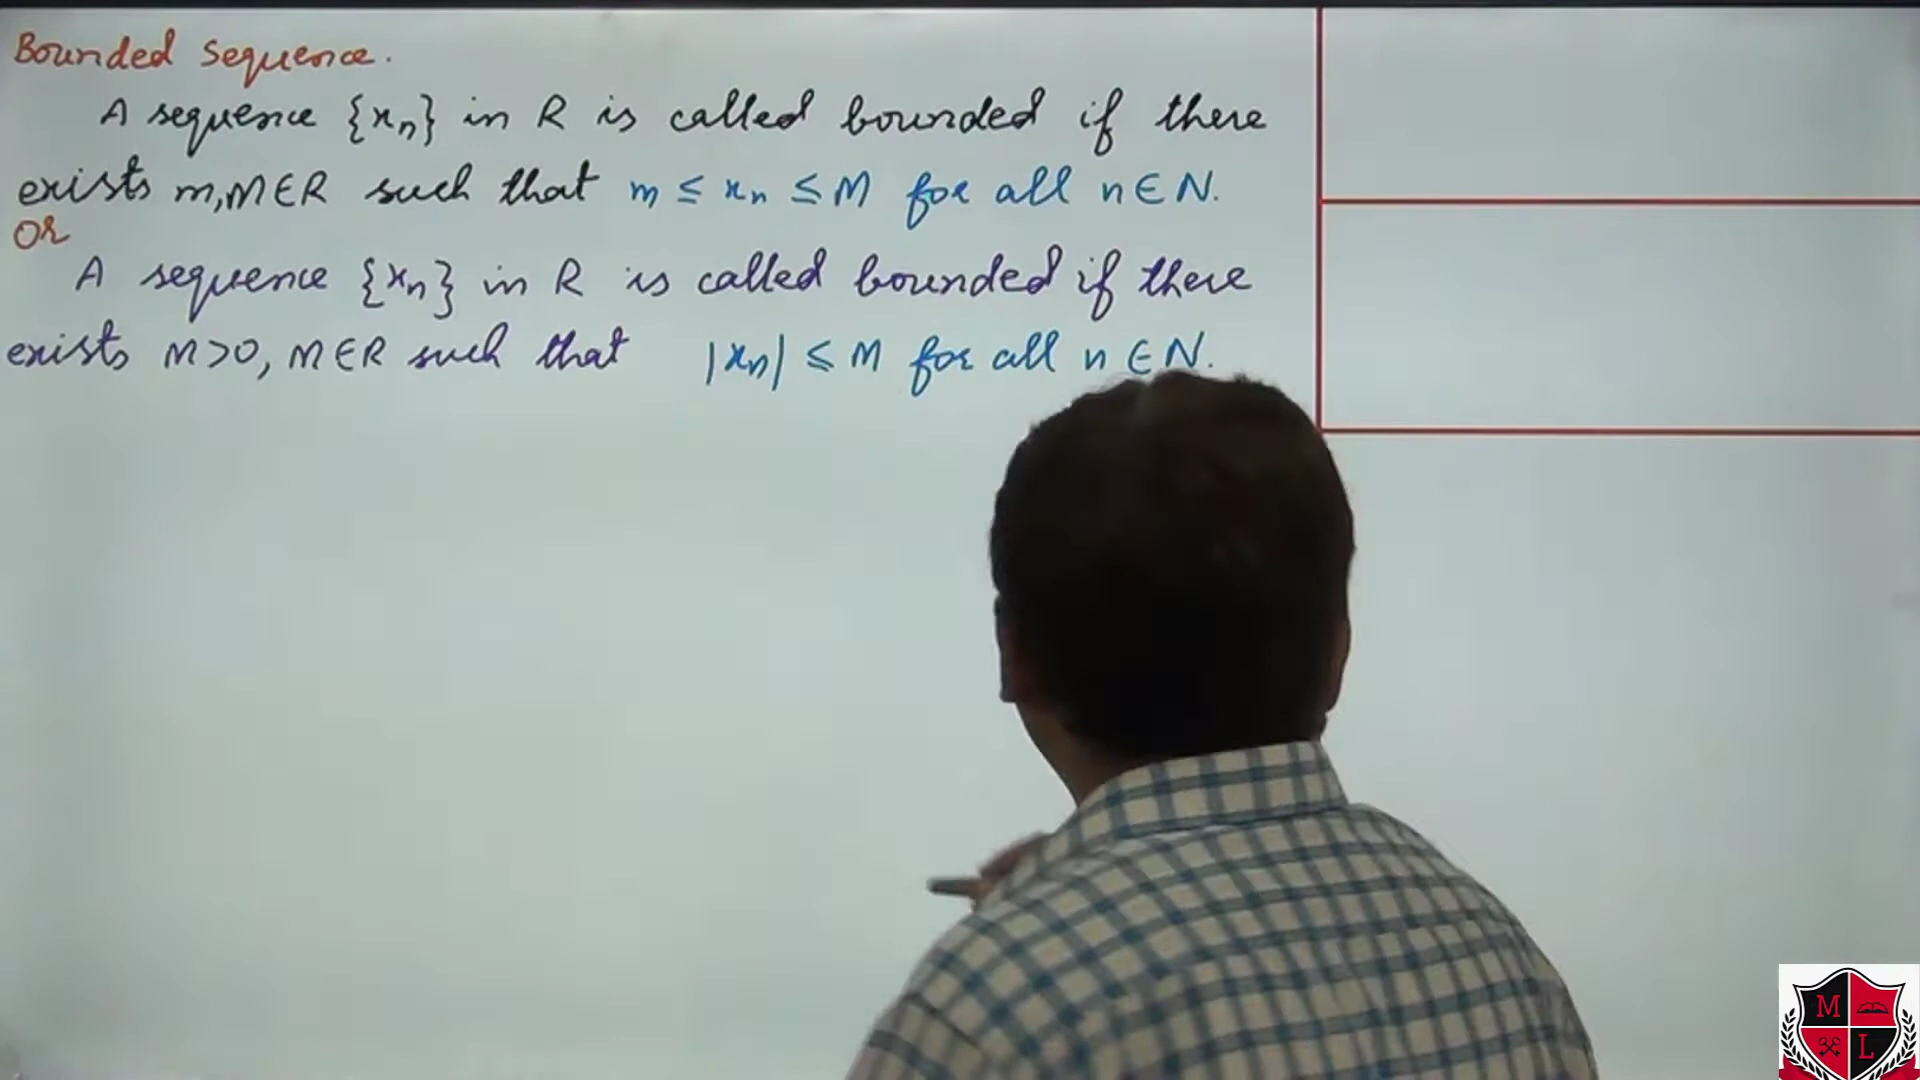 Bounded Sequence.
A sequence {xₙ} in R is called bounded if there
exists m, M ∈ R such that m ≤ xₙ ≤ M for all n ∈ N.
Or
A sequence {xₙ} in R is called bounded if there
exists M > 0, M ∈ R such that |xₙ| ≤ M for all n ∈ N.
M
L